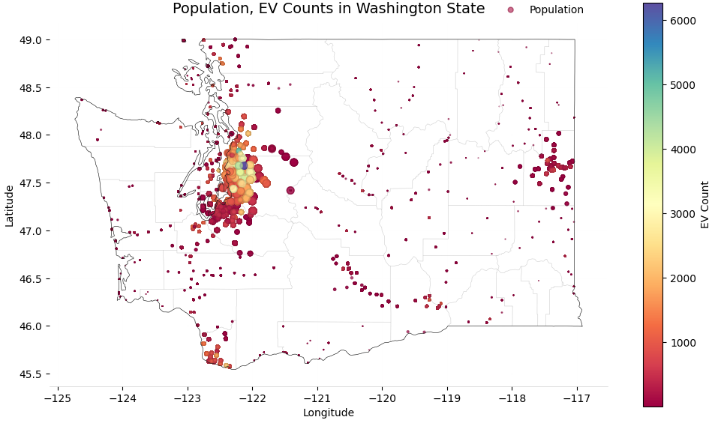 Population, EV Counts in Washington State
Population
49.0
48.5
48.0
47.5
47.0
46.5
46.0
45.5
Latitude
−125 −124 −123 −122 −121 −120 −119 −118 −117
Longitude
6000
5000
4000
3000
2000
1000
EV Count